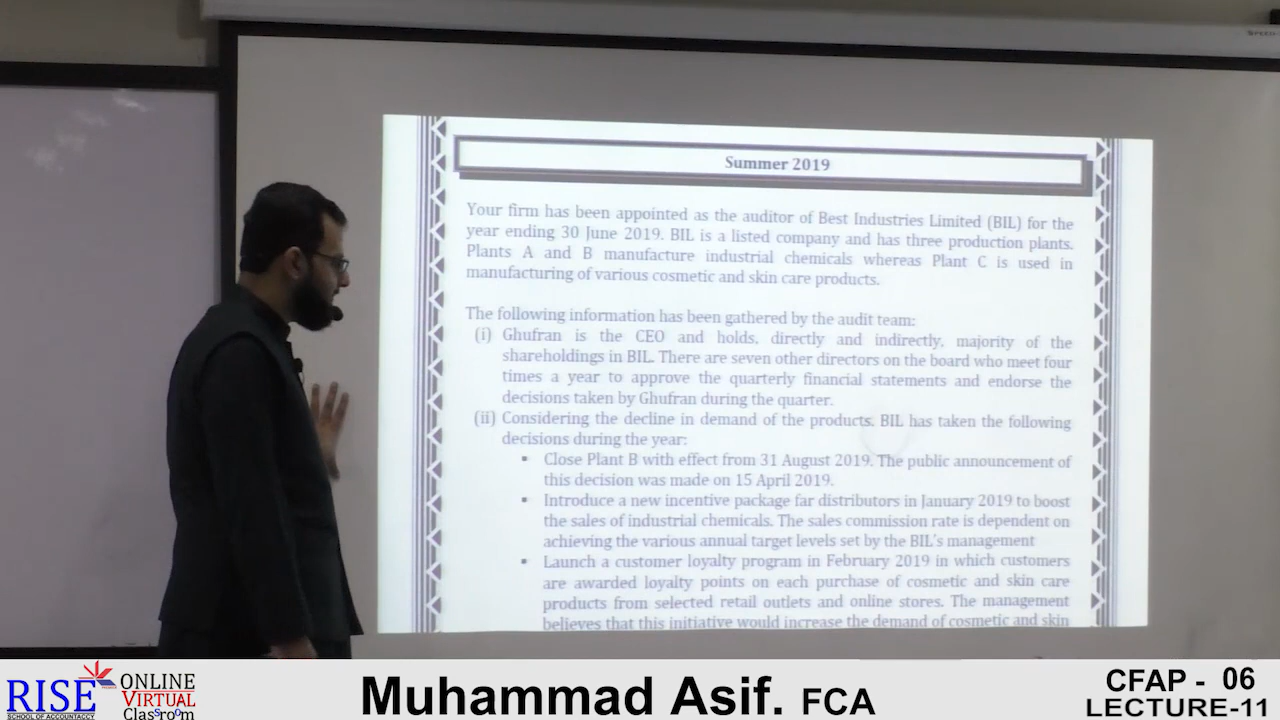 Summer 2019
Your firm has been appointed as the auditor of Best Industries Limited (BIL) for the
year ending 30 June 2019. BIL is a listed company and has three production plants.
Plants A and B manufacture industrial chemicals whereas Plant C is used in
manufacturing of various cosmetic and skin care products.
The following information has been gathered by the audit team:
(i) Ghufran is the CEO and holds, directly and indirectly, majority of the
shareholdings in BIL. There are seven other directors on the board who meet four
times a year to approve the quarterly financial statements and endorse the
decisions taken by Ghufran during the quarter.
(ii) Considering the decline in demand of the products. BIL has taken the following
decisions during the year:
▪ Close Plant B with effect from 31 August 2019. The public announcement of
this decision was made on 15 April 2019.
▪ Introduce a new incentive package far distributors in January 2019 to boost
the sales of industrial chemicals. The sales commission rate is dependent on
achieving the various annual target levels set by the BIL's management
▪ Launch a customer loyalty program in February 2019 in which customers
are awarded loyalty points on each purchase of cosmetic and skin care
products from selected retail outlets and online stores. The management
believes that this initiative would increase the demand of cosmetic and skin
RISE
SCHOOL OF ACCOUNTACY
ONLINE
VIRTUAL
Classroom
Muhammad Asif. FCA
CFAP - 06
LECTURE-11